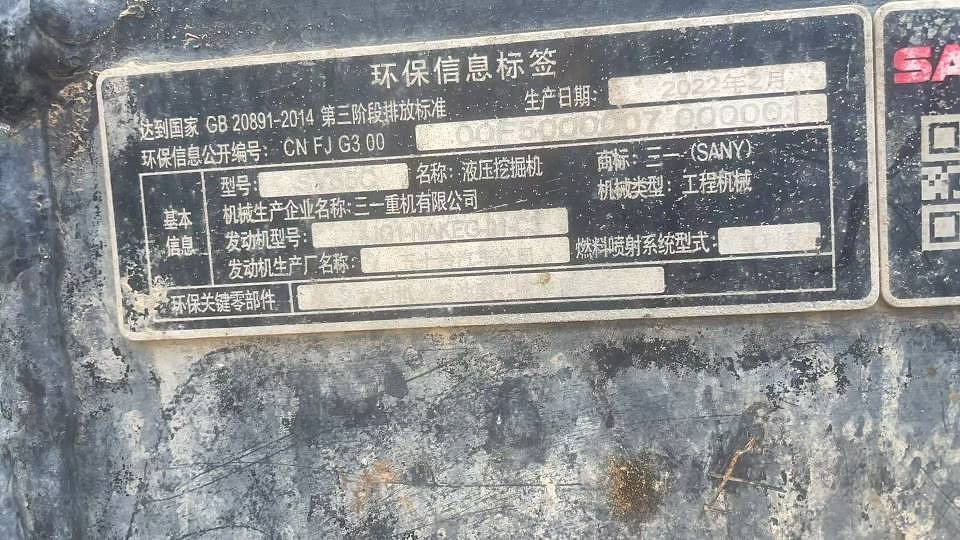 环保信息标签
达到国家 GB 20891-2014 第三阶段排放标准 生产日期: 2022年2月
环保信息公开编号: CN FJ G3 00 00F5000007 000001
基本信息
型号: 名称: 液压挖掘机 商标: 三一 (SANY)
机械生产企业名称: 三一重机有限公司 机械类型: 工程机械
发动机型号:
发动机生产厂名称: 燃料喷射系统型式:
环保关键零部件
SA